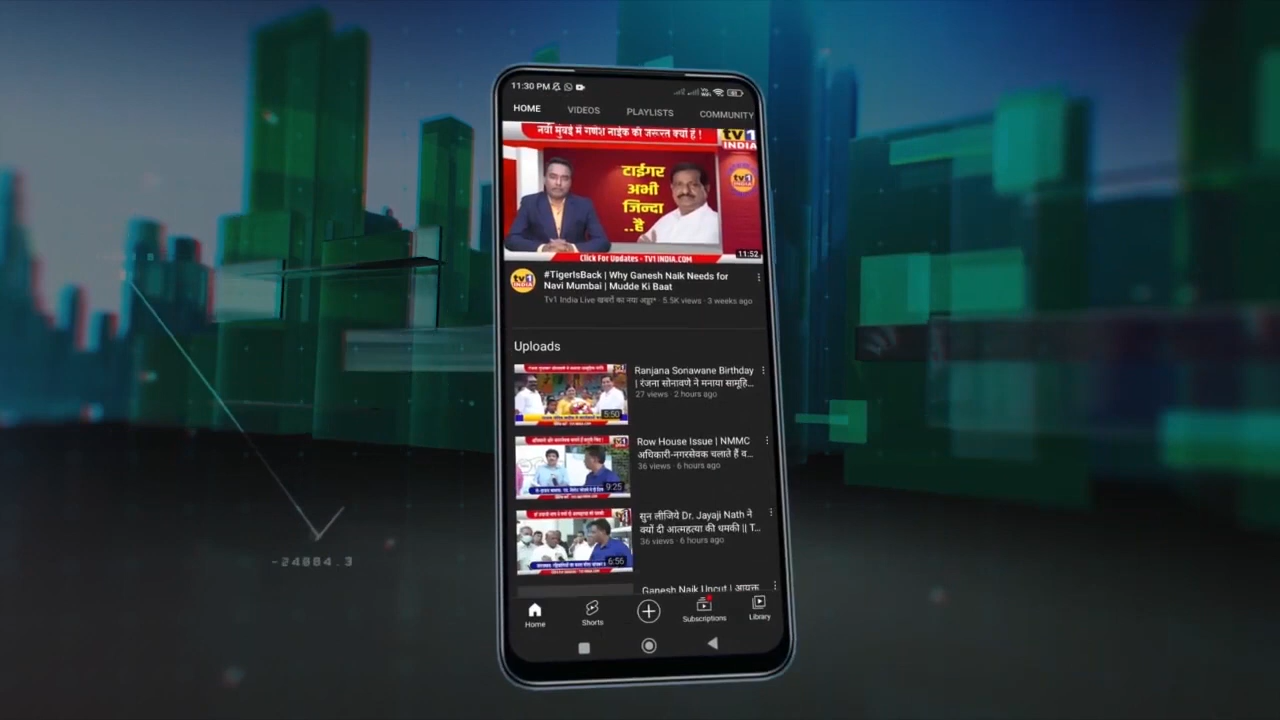 11:30 PM
HOME VIDEOS PLAYLISTS COMMUNITY
नवी मुंबई में गणेश नाईक की जरूरत क्यों है !
tv1
INDIA
टाईगर
अभी
जिन्दा
..है
tv1
INDIA
11:52
Click For Updates - TV1 INDIA.COM
tv1
INDIA
#TigerIsBack | Why Ganesh Naik Needs for
Navi Mumbai | Mudde Ki Baat
Tv1 India Live खबरों का नया अड्डा" · 5.5K views · 3 weeks ago
Uploads
Ranjana Sonawane Birthday
| रंजना सोनावणे ने मनाया सामूहि...
27 views · 2 hours ago
5:50
Row House Issue | NMMC
अधिकारी-नगरसेवक चलाते हैं व...
36 views · 6 hours ago
9:25
सुन लीजिये Dr. Jayaji Nath ने
क्यों दी आत्महत्या की धमकी || T...
36 views · 6 hours ago
6:56
Ganesh Naik Uncut | आयुक्त
Home Shorts Subscriptions Library
-24884.3